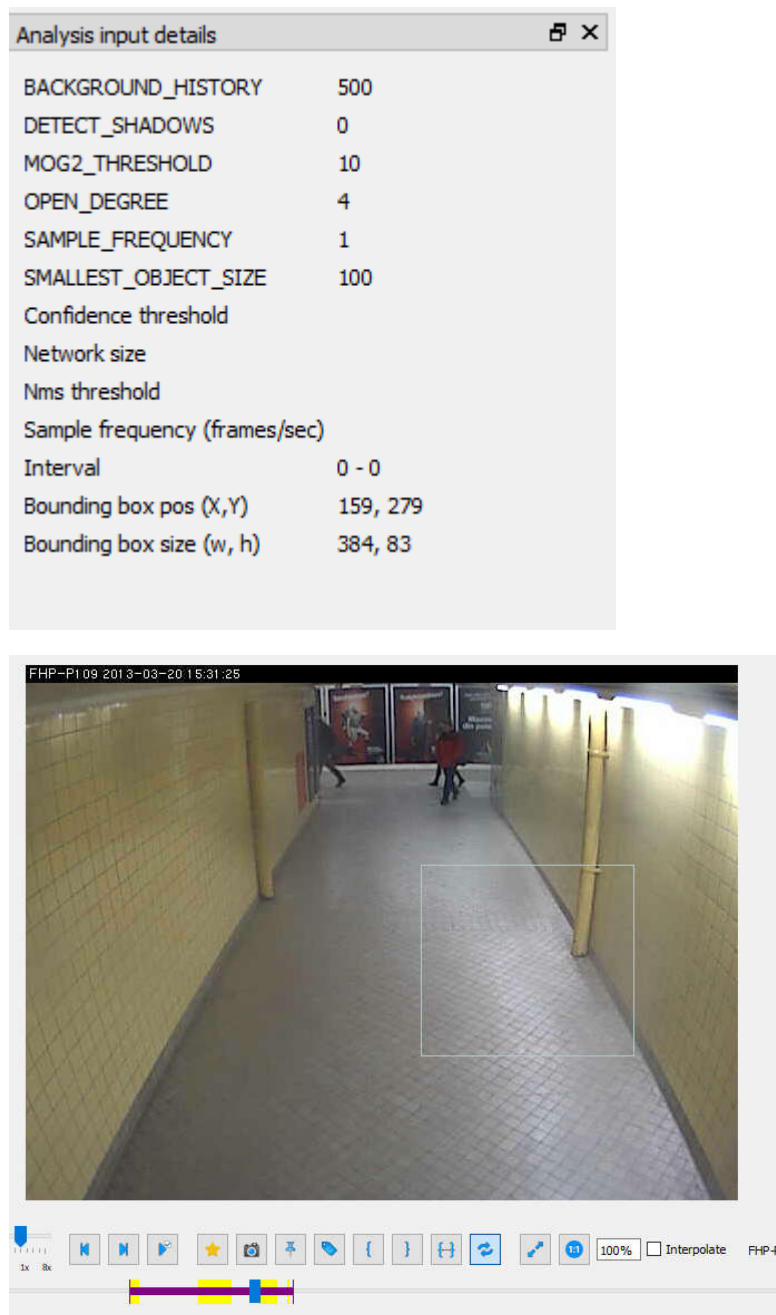 Analysis input details
BACKGROUND_HISTORY 500
DETECT_SHADOWS 0
MOG2_THRESHOLD 10
OPEN_DEGREE 4
SAMPLE_FREQUENCY 1
SMALLEST_OBJECT_SIZE 100
Confidence threshold
Network size
Nms threshold
Sample frequency (frames/sec)
Interval 0 - 0
Bounding box pos (X,Y) 159, 279
Bounding box size (w, h) 384, 83
FHP-P109 2013-03-20 15:31:25
1x 8x
1:1
100%
Interpolate